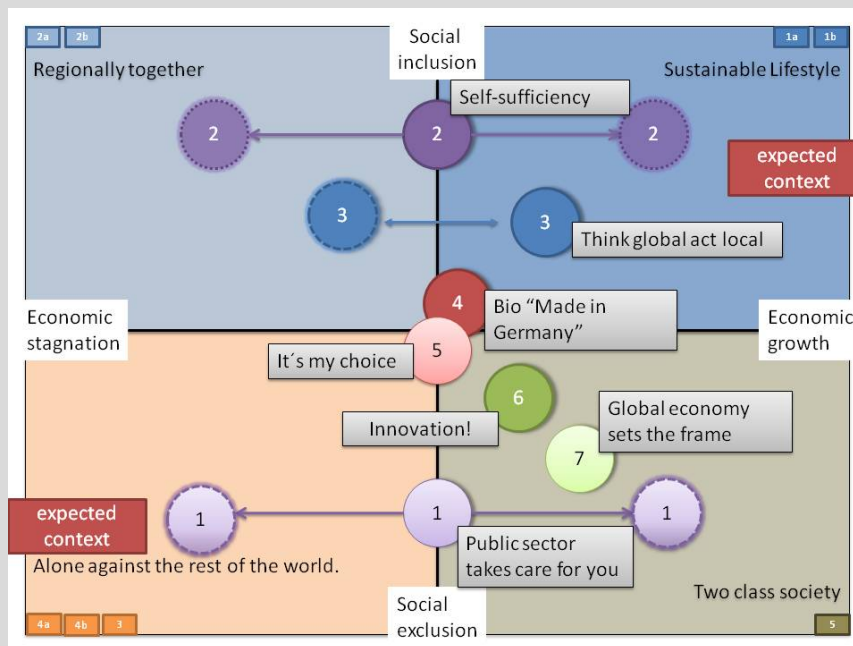 2a 2b
Social
inclusion
1a 1b
Regionally together
Sustainable Lifestyle
Self-sufficiency
2
2
2
expected
context
3
3
Think global act local
4
Bio “Made in
Germany”
Economic
stagnation
Economic
growth
5
It´s my choice
6
Innovation!
Global economy
sets the frame
7
expected
context
1
1
1
Public sector
takes care for you
Alone against the rest of the world.
Two class society
Social
exclusion
4a 4b 3
5